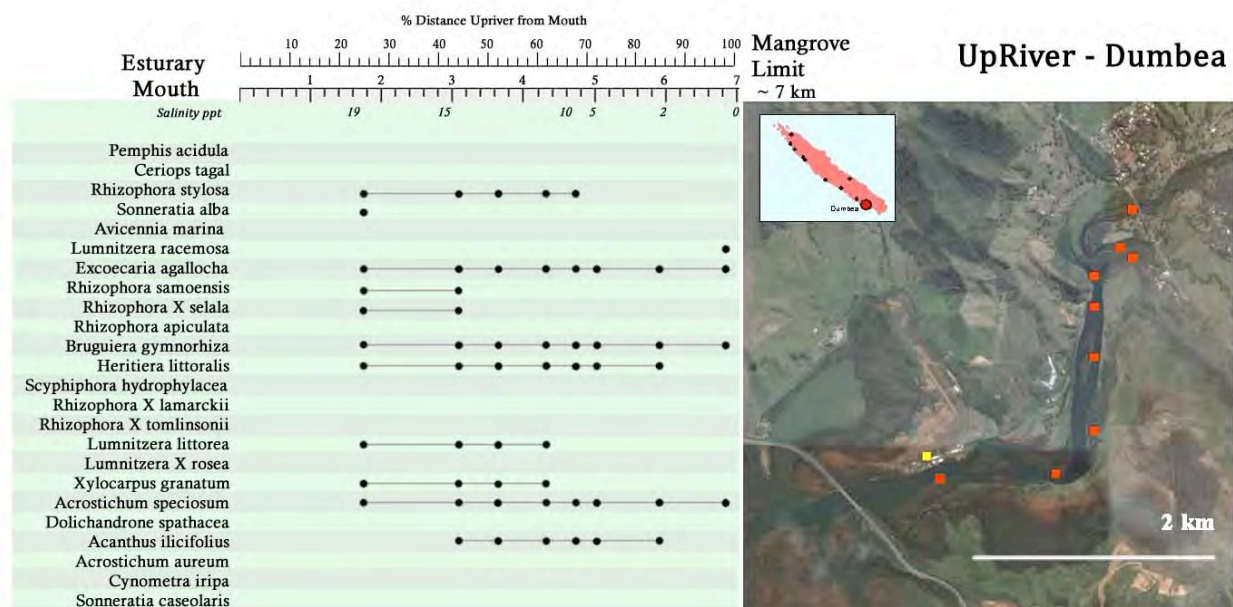 % Distance Upriver from Mouth
10 20 30 40 50 60 70 80 90 100
Mangrove
Limit
~ 7 km
UpRiver - Dumbea
Esturary
Mouth
1 2 3 4 5 6 7
Salinity ppt 19 15 10 5 2 0
Pemphis acidula
Ceriops tagal
Rhizophora stylosa
Sonneratia alba
Avicennia marina
Lumnitzera racemosa
Excoecaria agallocha
Rhizophora samoensis
Rhizophora X selala
Rhizophora apiculata
Bruguiera gymnorhiza
Heritiera littoralis
Scyphiphora hydrophylacea
Rhizophora X lamarckii
Rhizophora X tomlinsonii
Lumnitzera littorea
Lumnitzera X rosea
Xylocarpus granatum
Acrostichum speciosum
Dolichandrone spathacea
Acanthus ilicifolius
Acrostichum aureum
Cynometra iripa
Sonneratia caseolaris
Dumbea
2 km